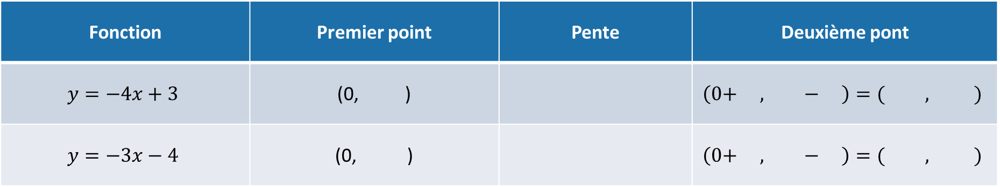 Fonction Premier point Pente Deuxième pont
y = −4x + 3 (0, ) (0+ , − ) = ( , )
y = −3x − 4 (0, ) (0+ , − ) = ( , )